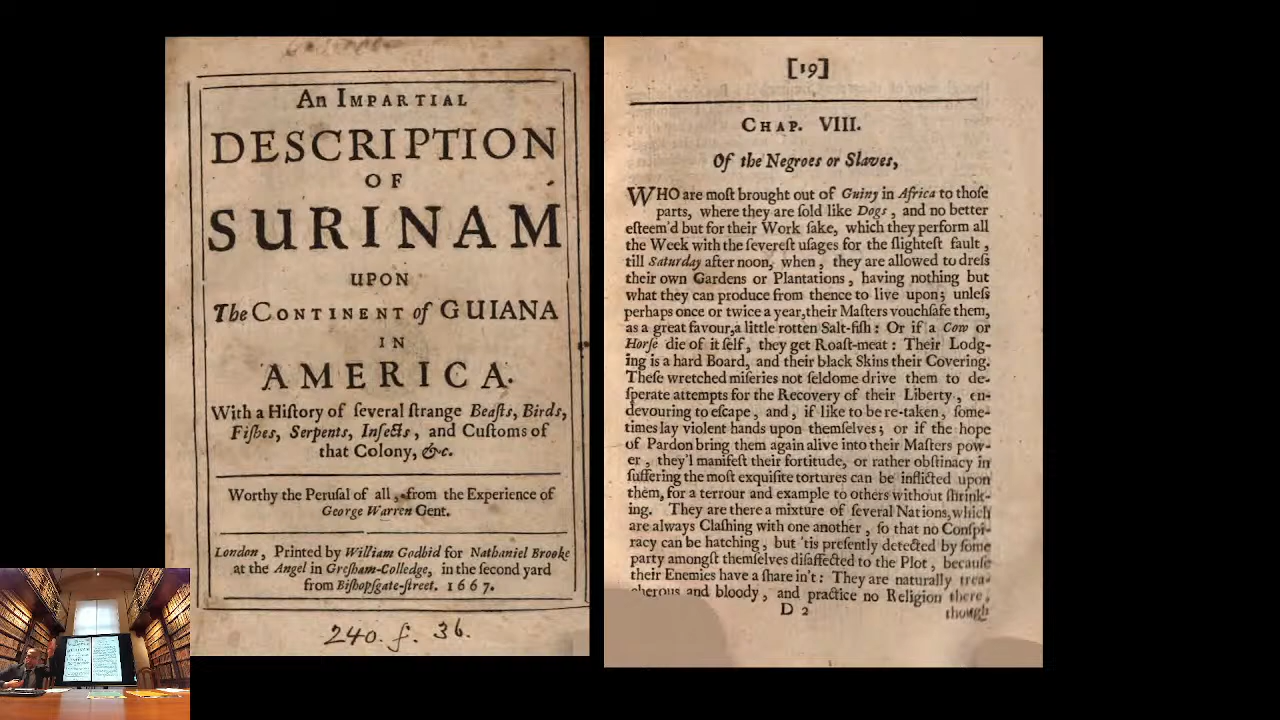 An IMPARTIAL
DESCRIPTION
OF
SURINAM
UPON
The CONTINENT of GUIANA
IN
AMERICA.
With a Hiſtory of ſeveral ſtrange Beaſts, Birds,
Fiſhes, Serpents, Inſects, and Cuſtoms of
that Colony, &c.
Worthy the Peruſal of all, from the Experience of
George Warren Gent.
London, Printed by William Godbid for Nathaniel Brooke
at the Angel in Greſham-Colledge, in the ſecond yard
from Biſhopſgate-ſtreet. 1667.
240. f. 36.
[19]
CHAP. VIII.
Of the Negroes or Slaves,
WHO are moſt brought out of Guiny in Africa to thoſe
parts, where they are ſold like Dogs, and no better
eſteem'd but for their Work ſake, which they perform all
the Week with the ſevereſt uſages for the ſlighteſt fault,
till Saturday afternoon, when, they are allowed to dreſs
their own Gardens or Plantations, having nothing but
what they can produce from thence to live upon; unleſs
perhaps once or twice a year, their Maſters vouchſafe them,
as a great favour, a little rotten Salt-fiſh: Or if a Cow or
Horſe die of it ſelf, they get Roaſt-meat: Their Lodg-
ing is a hard Board, and their black Skins their Covering.
Theſe wretched miſeries not ſeldome drive them to de-
ſperate attempts for the Recovery of their Liberty, en-
devouring to eſcape, and, if like to be re-taken, ſome-
times lay violent hands upon themſelves; or if the hope
of Pardon bring them again alive into their Maſters pow-
er, they'l manifeſt their fortitude, or rather obſtinacy in
ſuffering the moſt exquiſite tortures can be inflicted upon
them, for a terrour and example to others without ſhrink-
ing. They are there a mixture of ſeveral Nations, which
are always Claſhing with one another, ſo that no Conſpi-
racy can be hatching, but 'tis preſently detected by ſome
party amongſt themſelves diſaffected to the Plot, becauſe
their Enemies have a ſhare in't: They are naturally trea-
cherous and bloody, and practice no Religion there,
D 2 though